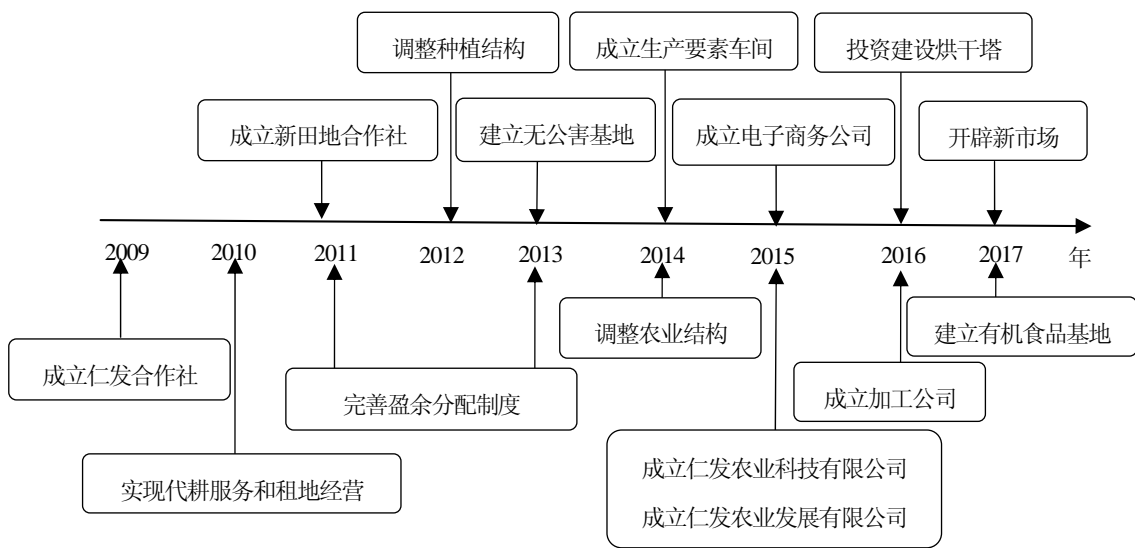 调整种植结构
成立生产要素车间
投资建设烘干塔
成立新田地合作社
建立无公害基地
成立电子商务公司
开辟新市场
2009
2010
2011
2012
2013
2014
2015
2016
2017
年
调整农业结构
建立有机食品基地
成立仁发合作社
完善盈余分配制度
成立加工公司
实现代耕服务和租地经营
成立仁发农业科技有限公司
成立仁发农业发展有限公司